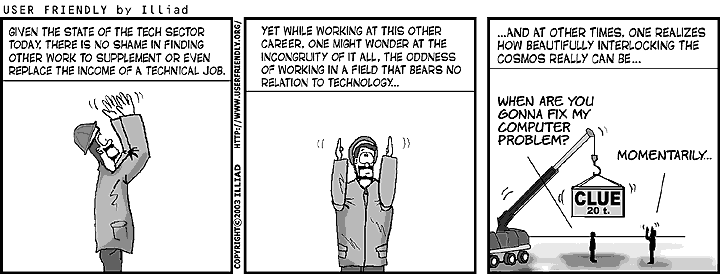 USER FRIENDLY by Illiad
GIVEN THE STATE OF THE TECH SECTOR
TODAY, THERE IS NO SHAME IN FINDING
OTHER WORK TO SUPPLEMENT OR EVEN
REPLACE THE INCOME OF A TECHNICAL JOB.
COPYRIGHT©2003 ILLIAD HTTP://WWW.USERFRIENDLY.ORG/
YET WHILE WORKING AT THIS OTHER
CAREER, ONE MIGHT WONDER AT THE
INCONGRUITY OF IT ALL, THE ODDNESS
OF WORKING IN A FIELD THAT BEARS NO
RELATION TO TECHNOLOGY...
...AND AT OTHER TIMES, ONE REALIZES
HOW BEAUTIFULLY INTERLOCKING THE
COSMOS REALLY CAN BE...
WHEN ARE YOU
GONNA FIX MY
COMPUTER
PROBLEM?
MOMENTARILY...
CLUE
20 t.